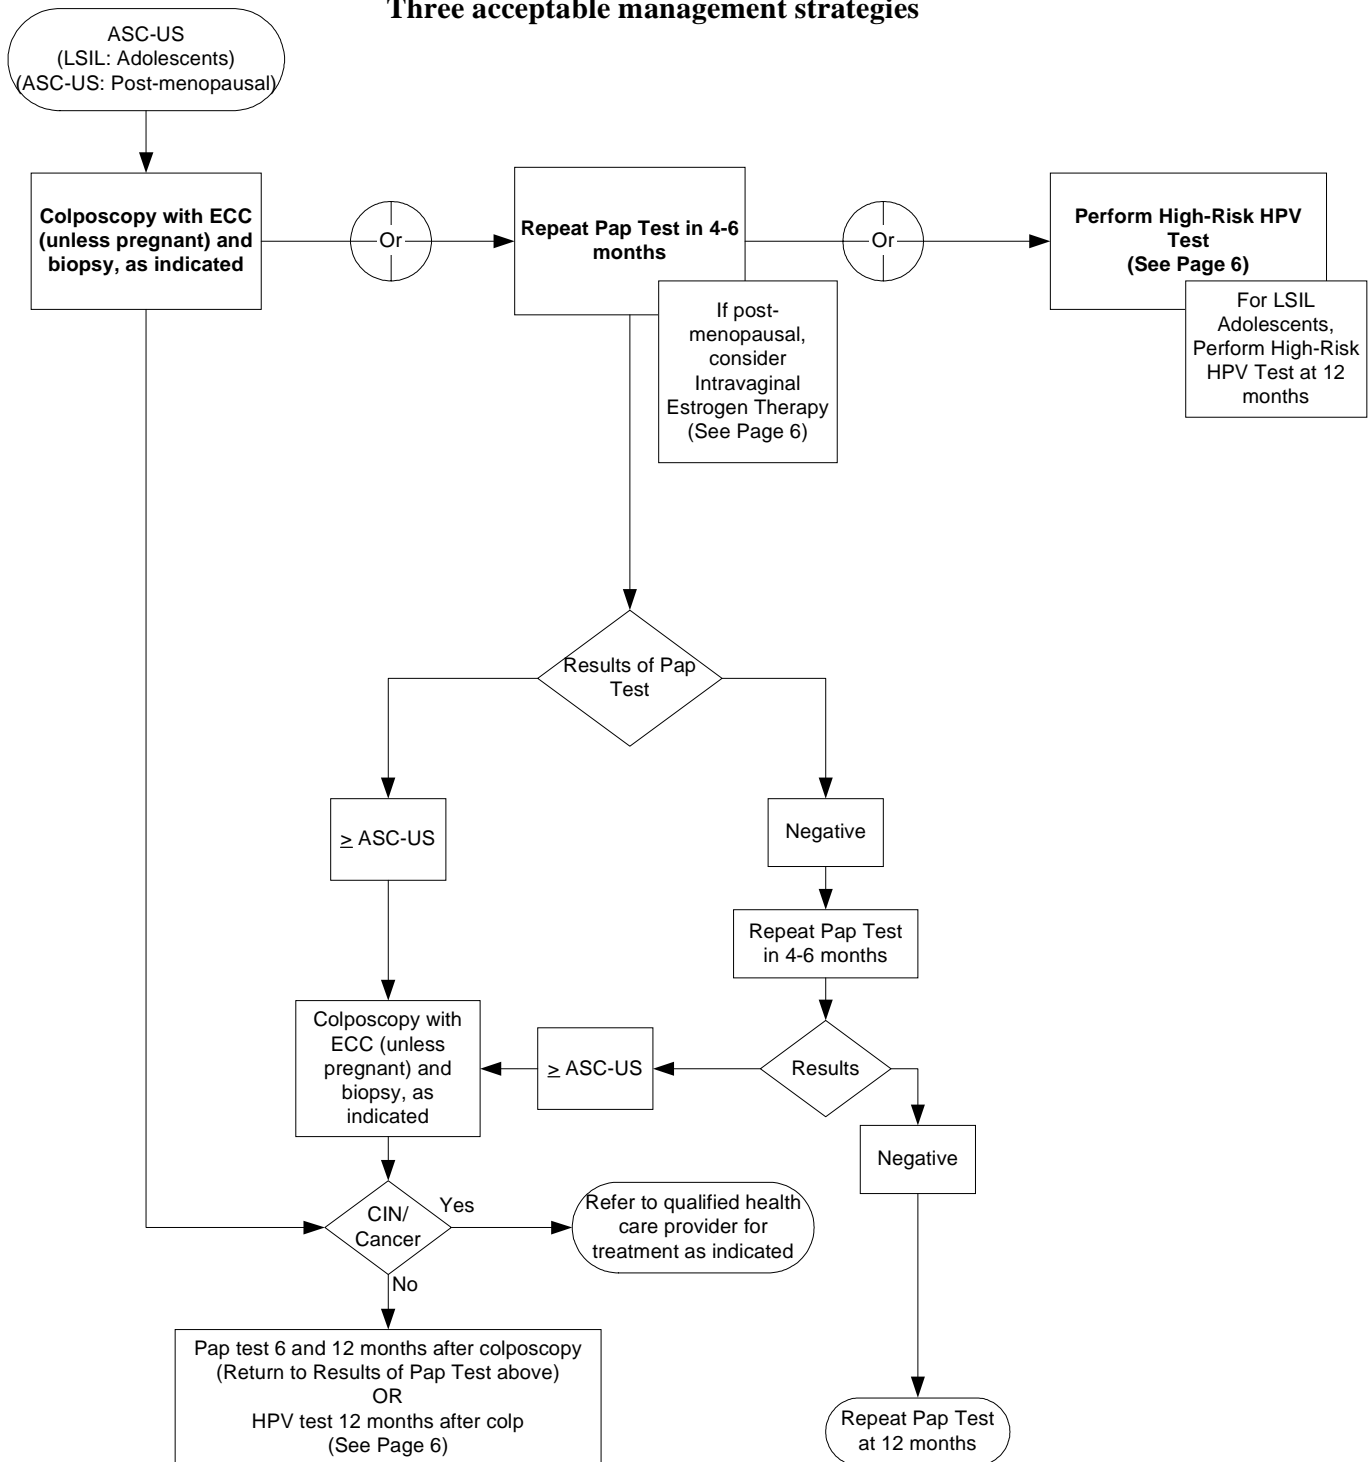 Three acceptable management strategies
ASC-US
(LSIL: Adolescents)
(ASC-US: Post-menopausal)
Colposcopy with ECC
(unless pregnant) and
biopsy, as indicated
Or
Repeat Pap Test in 4-6
months
Or
Perform High-Risk HPV
Test
(See Page 6)
If post-
menopausal,
consider
Intravaginal
Estrogen Therapy
(See Page 6)
For LSIL
Adolescents,
Perform High-Risk
HPV Test at 12
months
Results of Pap
Test
≥ ASC-US
Negative
Repeat Pap Test
in 4-6 months
Colposcopy with
ECC (unless
pregnant) and
biopsy, as
indicated
≥ ASC-US
Results
Negative
CIN/
Cancer
Yes
Refer to qualified health
care provider for
treatment as indicated
No
Pap test 6 and 12 months after colposcopy
(Return to Results of Pap Test above)
OR
HPV test 12 months after colp
(See Page 6)
Repeat Pap Test
at 12 months